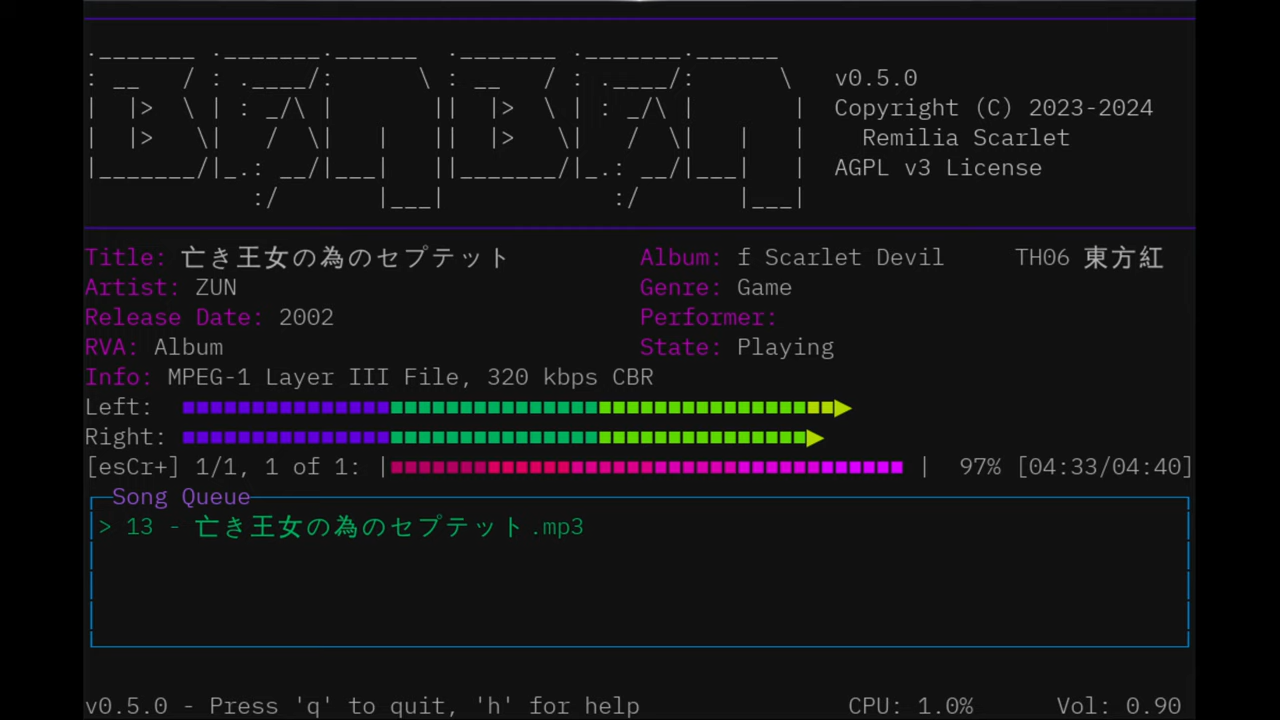 v0.5.0
Copyright (C) 2023-2024
Remilia Scarlet
AGPL v3 License
Title: 亡き王女の為のセプテット
Album: f Scarlet Devil TH06 東方紅
Artist: ZUN
Genre: Game
Release Date: 2002
Performer:
RVA: Album
State: Playing
Info: MPEG-1 Layer III File, 320 kbps CBR
Left:
Right:
[esCr+] 1/1, 1 of 1: | | 97% [04:33/04:40]
Song Queue
> 13 - 亡き王女の為のセプテット.mp3
v0.5.0 - Press 'q' to quit, 'h' for help
CPU: 1.0%
Vol: 0.90